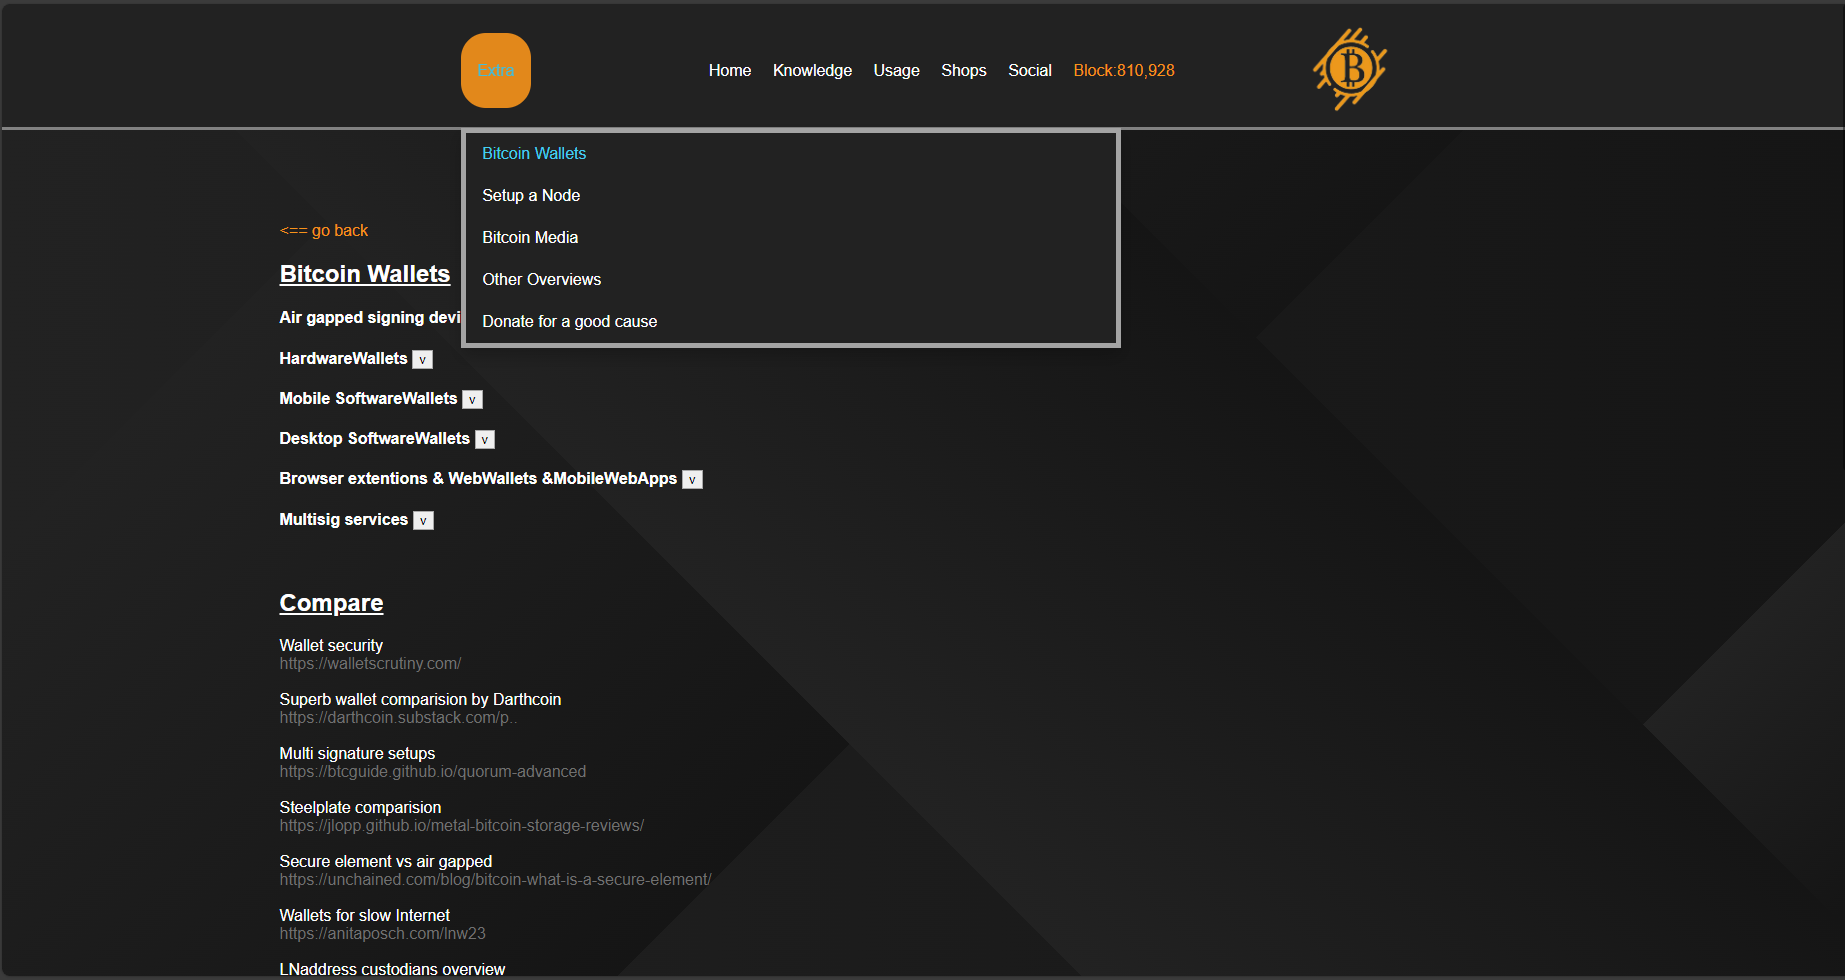 Extra
Home Knowledge Usage Shops Social Block:810,928
Bitcoin Wallets
Setup a Node
Bitcoin Media
Other Overviews
Donate for a good cause
<== go back
Bitcoin Wallets
Air gapped signing devi
HardwareWallets v
Mobile SoftwareWallets v
Desktop SoftwareWallets v
Browser extentions & WebWallets &MobileWebApps v
Multisig services v
Compare
Wallet security
https://walletscrutiny.com/
Superb wallet comparision by Darthcoin
https://darthcoin.substack.com/p..
Multi signature setups
https://btcguide.github.io/quorum-advanced
Steelplate comparision
https://jlopp.github.io/metal-bitcoin-storage-reviews/
Secure element vs air gapped
https://unchained.com/blog/bitcoin-what-is-a-secure-element/
Wallets for slow Internet
https://anitaposch.com/lnw23
LNaddress custodians overview